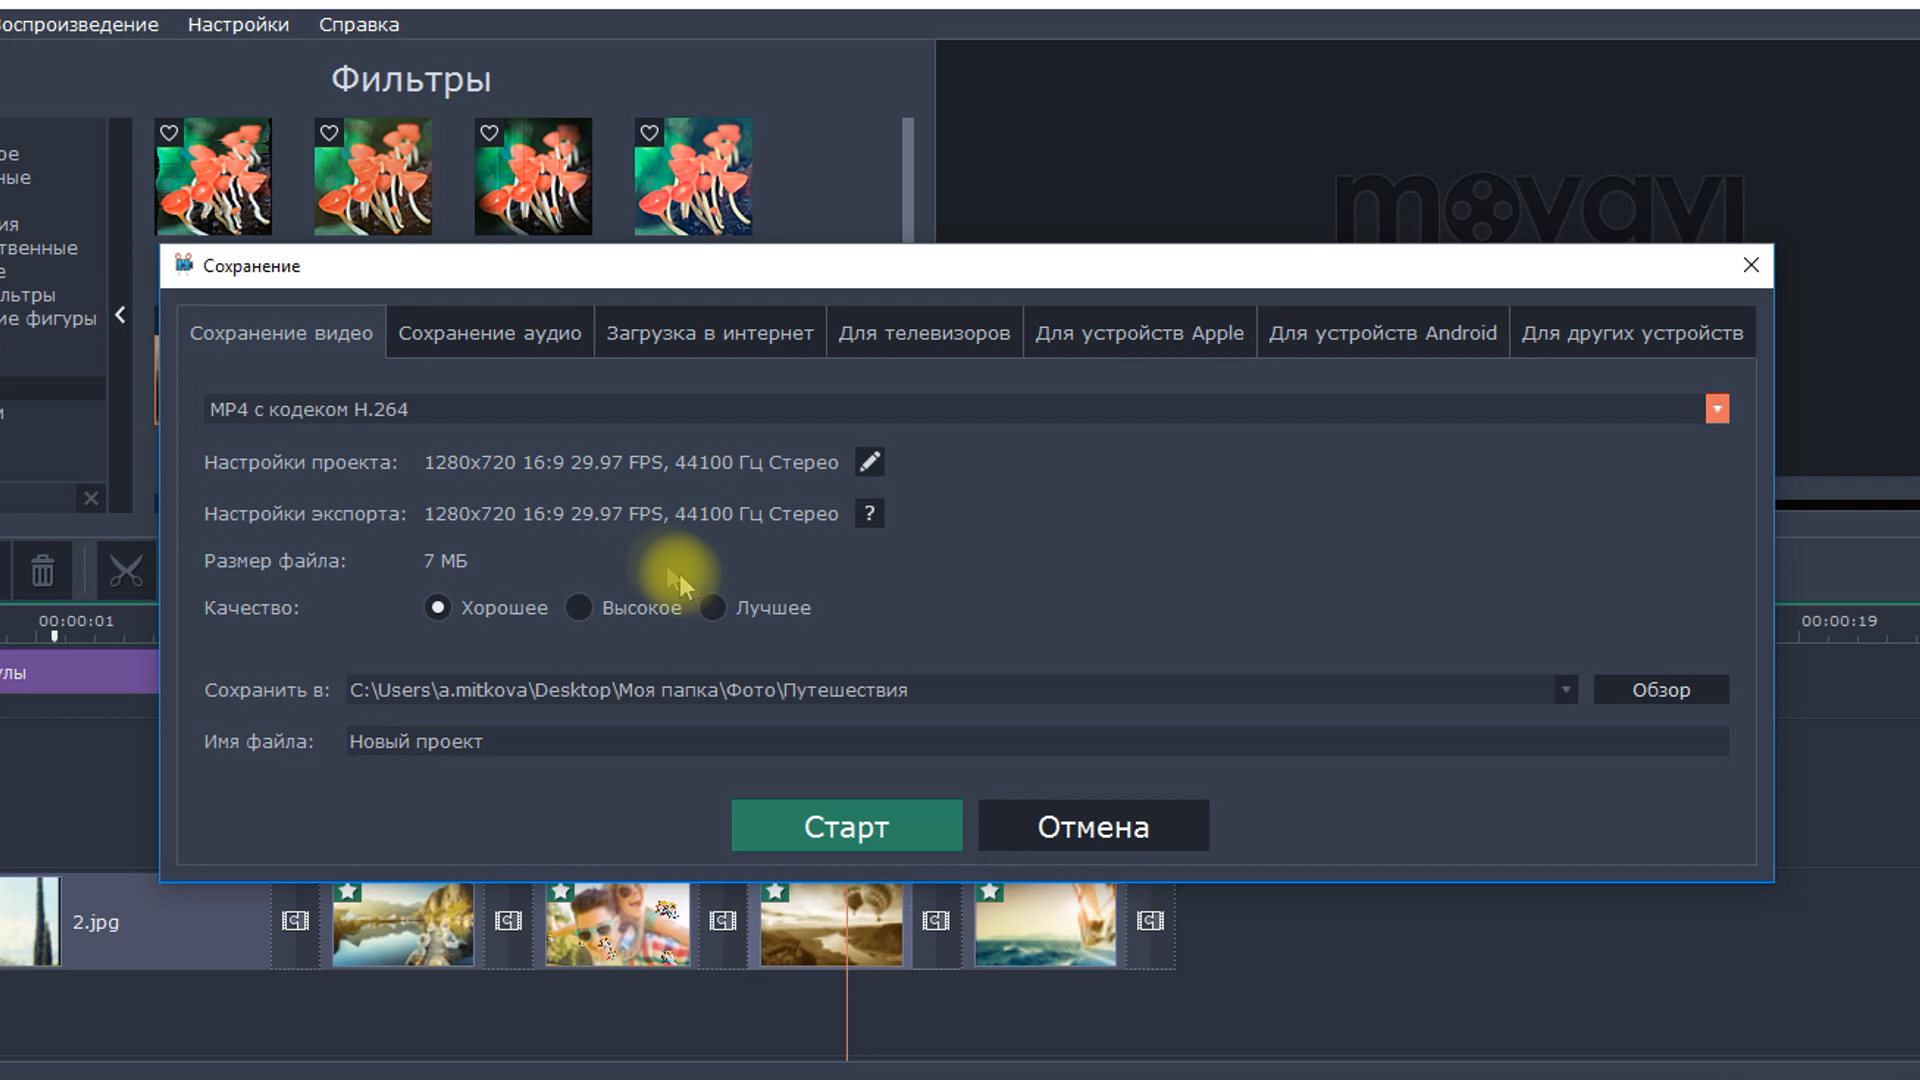 оспроизведение Настройки Справка
Фильтры
ое
ные
ия
твенные
е
льтры
ие фигуры
и
movavi
Сохранение
Сохранение видео Сохранение аудио Загрузка в интернет Для телевизоров Для устройств Apple Для устройств Android Для других устройств
MP4 с кодеком H.264
Настройки проекта: 1280x720 16:9 29.97 FPS, 44100 Гц Стерео
Настройки экспорта: 1280x720 16:9 29.97 FPS, 44100 Гц Стерео ?
Размер файла: 7 МБ
Качество: Хорошее Высокое Лучшее
Сохранить в: C:\Users\a.mitkova\Desktop\Моя папка\Фото\Путешествия Обзор
Имя файла: Новый проект
Старт Отмена
00:00:01 00:00:19
улы
2.jpg